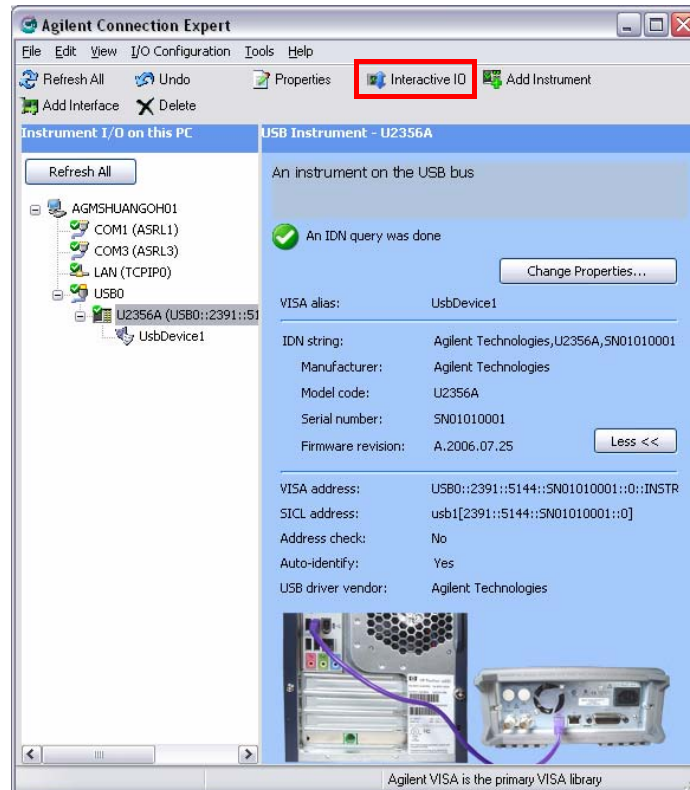 Agilent Connection Expert
File Edit View I/O Configuration Tools Help
Refresh All Undo Properties Interactive IO Add Instrument
Add Interface Delete
Instrument I/O on this PC
Refresh All
AGMSHUANGOH01
COM1 (ASRL1)
COM3 (ASRL3)
LAN (TCPIP0)
USB0
U2356A (USB0::2391::51
UsbDevice1
USB Instrument - U2356A
An instrument on the USB bus
An IDN query was done
Change Properties...
VISA alias: UsbDevice1
IDN string: Agilent Technologies,U2356A,SN01010001
Manufacturer: Agilent Technologies
Model code: U2356A
Serial number: SN01010001
Firmware revision: A.2006.07.25
Less <<
VISA address: USB0::2391::5144::SN01010001::0::INSTR
SICL address: usb1[2391::5144::SN01010001::0]
Address check: No
Auto-identify: Yes
USB driver vendor: Agilent Technologies
Agilent VISA is the primary VISA library